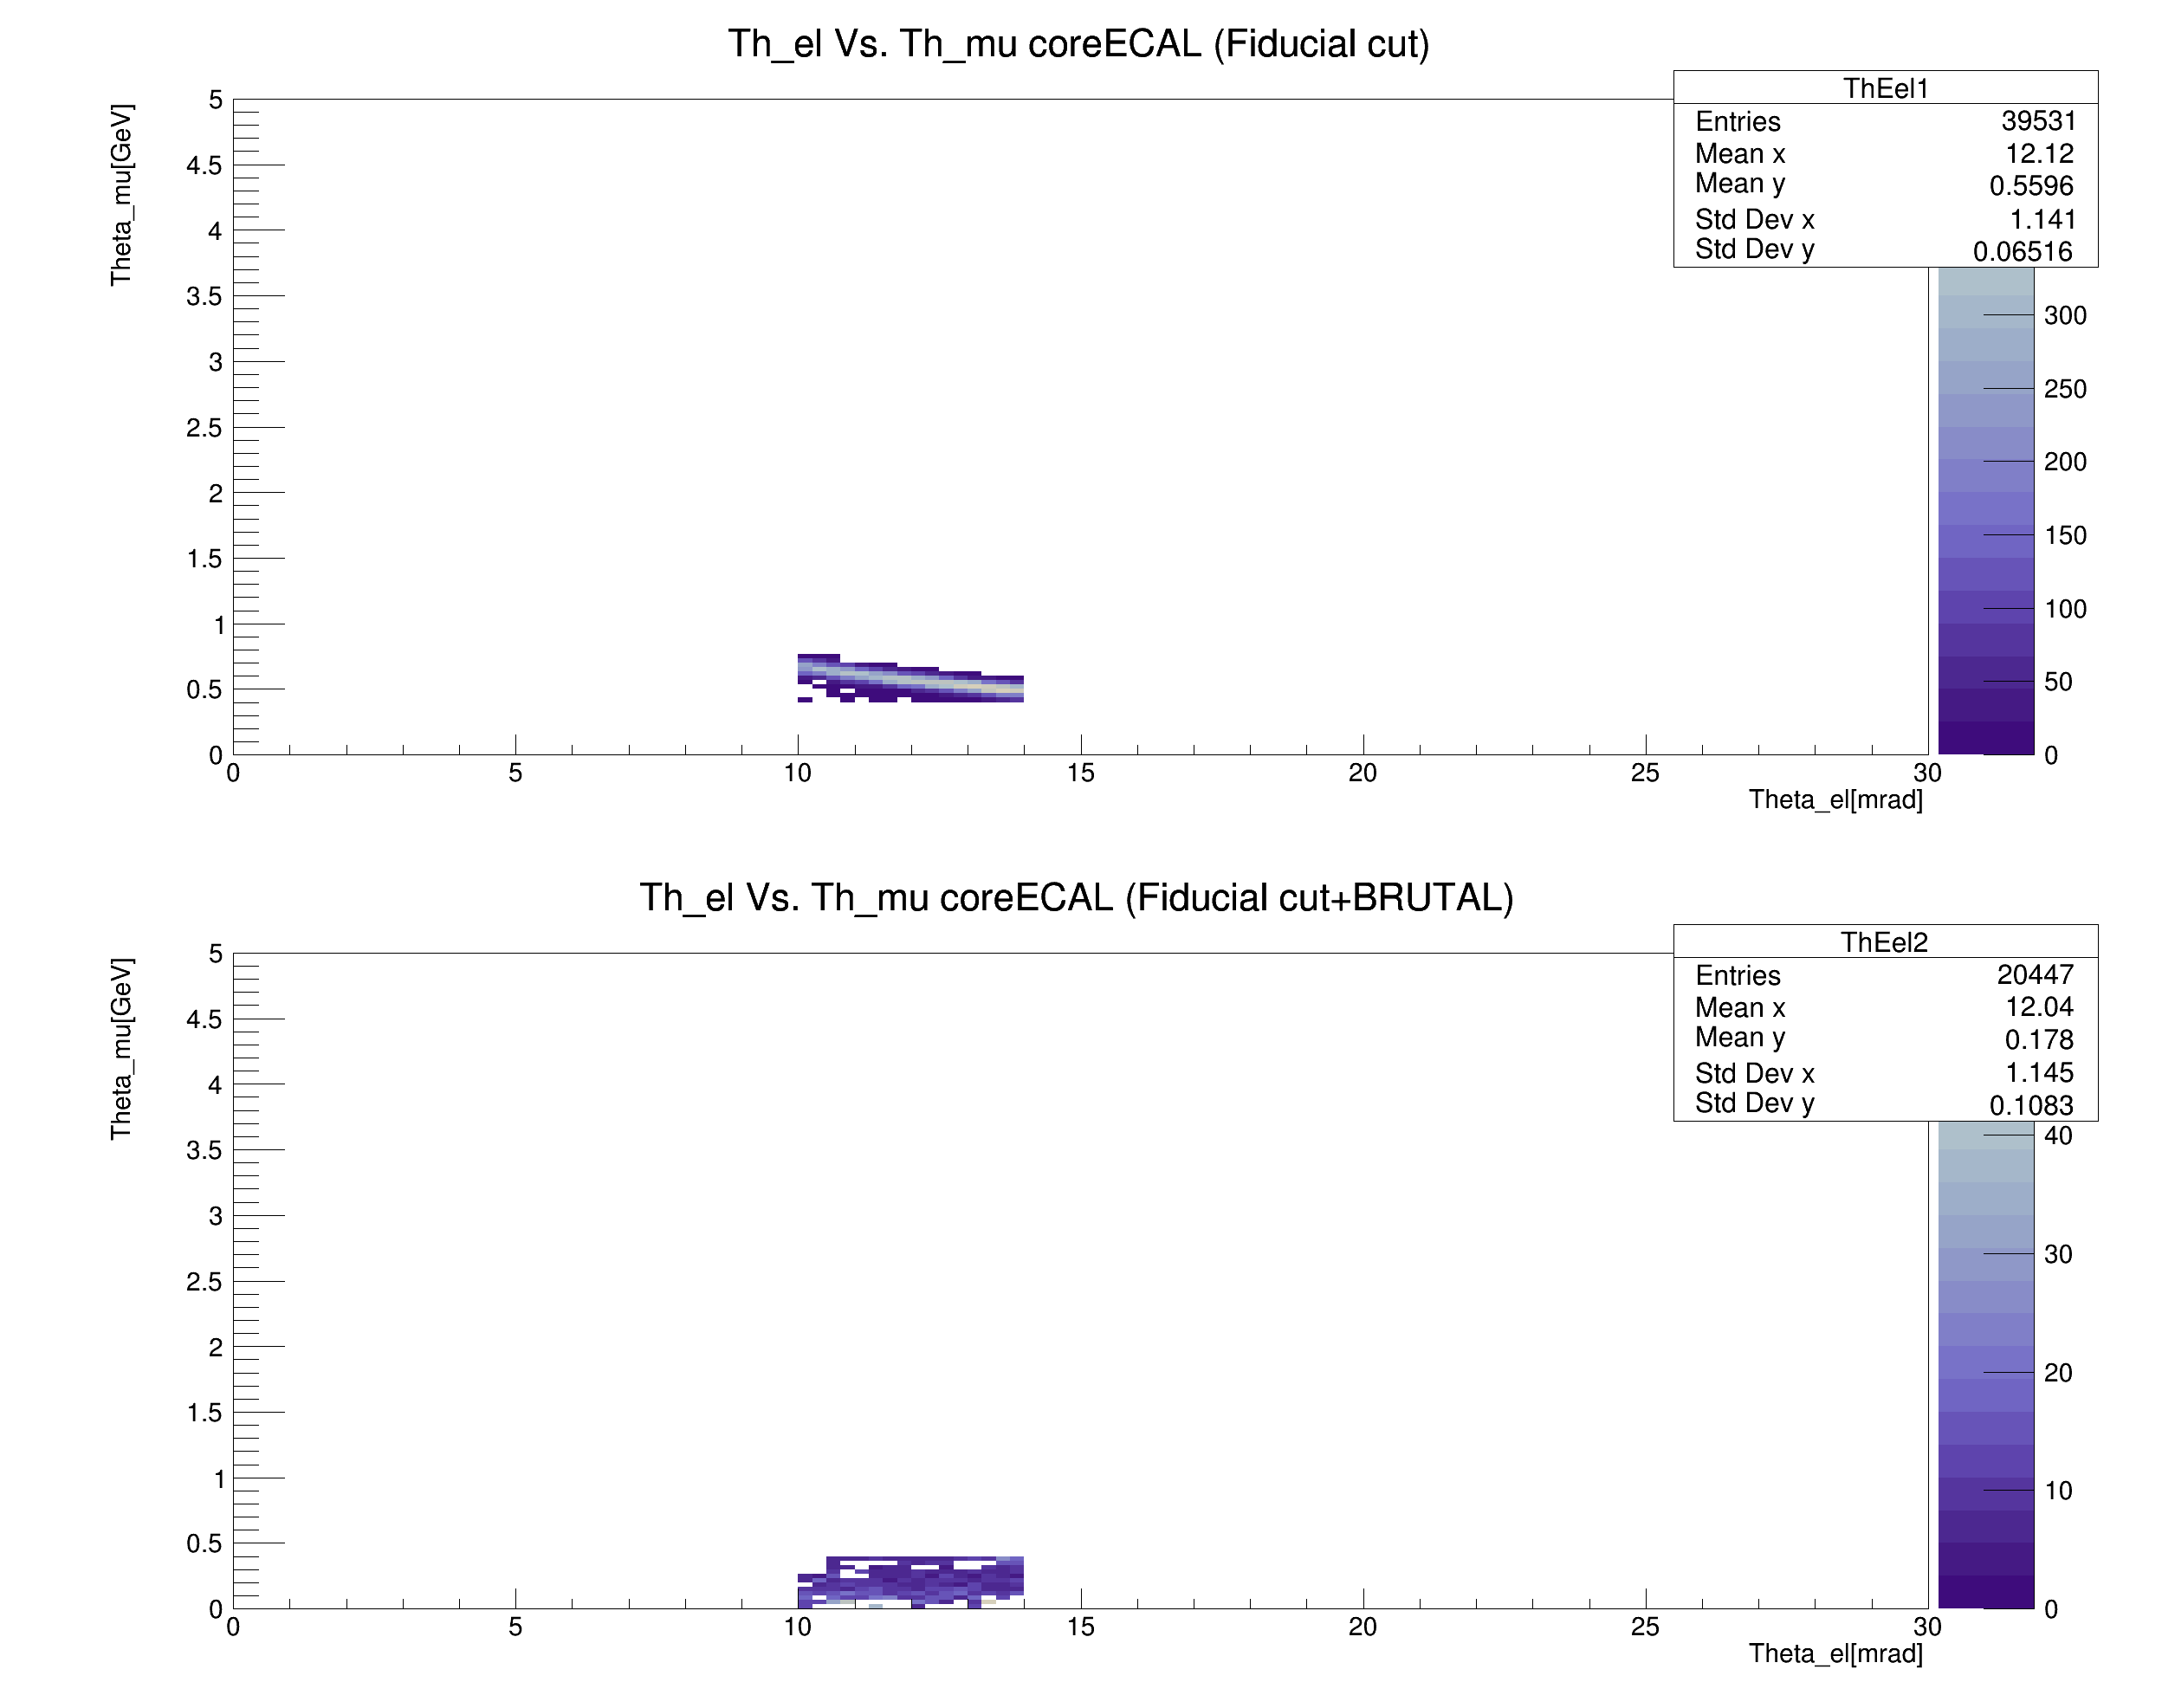 Th_el Vs. Th_mu coreECAL (Fiducial cut)
ThEel1
Entries 39531
Mean x 12.12
Mean y 0.5596
Std Dev x 1.141
Std Dev y 0.06516
Theta_mu[GeV]
5
4.5
4
3.5
3
2.5
2
1.5
1
0.5
0
0 5 10 15 20 25 30
Theta_el[mrad]
300
250
200
150
100
50
0
Th_el Vs. Th_mu coreECAL (Fiducial cut+BRUTAL)
ThEel2
Entries 20447
Mean x 12.04
Mean y 0.178
Std Dev x 1.145
Std Dev y 0.1083
Theta_mu[GeV]
5
4.5
4
3.5
3
2.5
2
1.5
1
0.5
0
0 5 10 15 20 25 30
Theta_el[mrad]
40
30
20
10
0